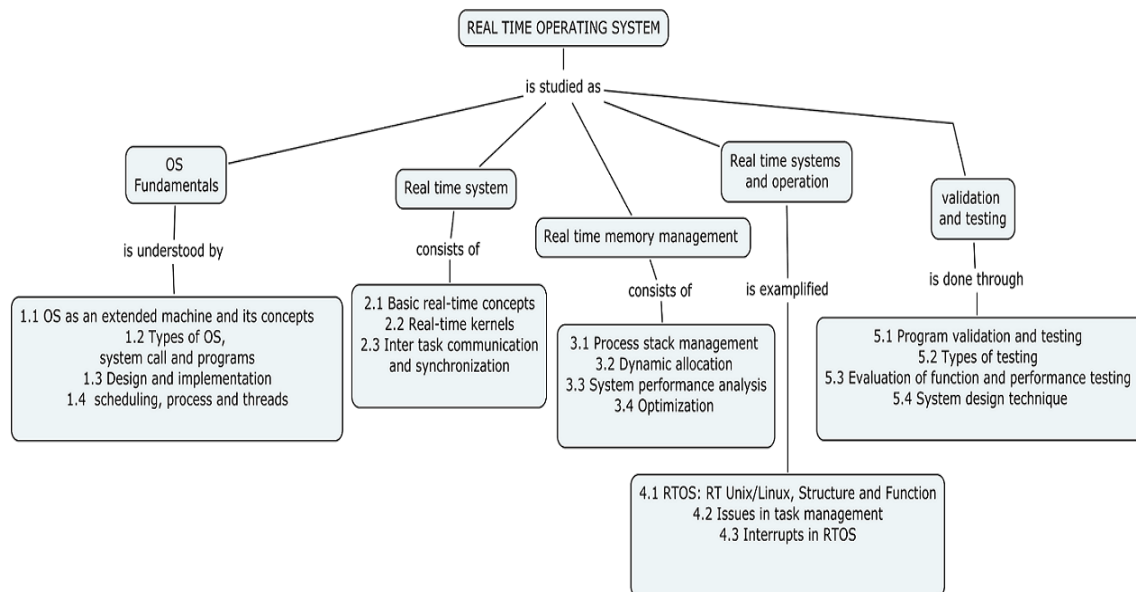 REAL TIME OPERATING SYSTEM
is studied as
OS
Fundamentals
is understood by
1.1 OS as an extended machine and its concepts
1.2 Types of OS,
system call and programs
1.3 Design and implementation
1.4 scheduling, process and threads
Real time system
consists of
2.1 Basic real-time concepts
2.2 Real-time kernels
2.3 Inter task communication
and synchronization
Real time memory management
consists of
3.1 Process stack management
3.2 Dynamic allocation
3.3 System performance analysis
3.4 Optimization
Real time systems
and operation
is examplified
4.1 RTOS: RT Unix/Linux, Structure and Function
4.2 Issues in task management
4.3 Interrupts in RTOS
validation
and testing
is done through
5.1 Program validation and testing
5.2 Types of testing
5.3 Evaluation of function and performance testing
5.4 System design technique